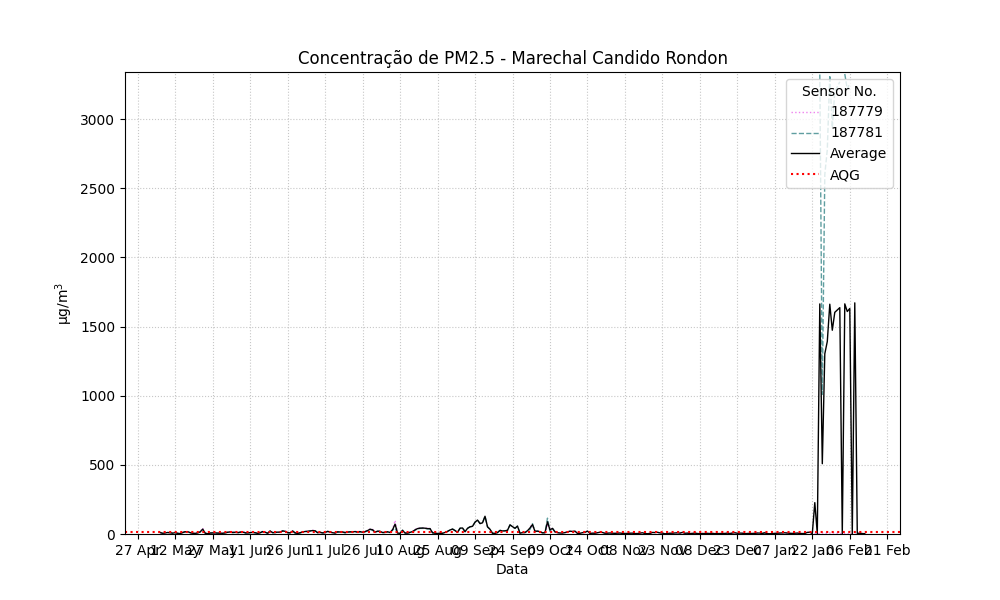 Concentração de PM2.5 - Marechal Candido Rondon
Sensor No.
187779
187781
Average
AQG
3000
2500
2000
1500
1000
500
0
µg/m³
27 Apr 12 May 27 May 11 Jun 26 Jun 11 Jul 26 Jul 10 Aug 25 Aug 09 Sep 24 Sep 09 Oct 24 Oct 08 Nov 23 Nov 08 Dec 23 Dec 07 Jan 22 Jan 06 Feb 21 Feb
Data